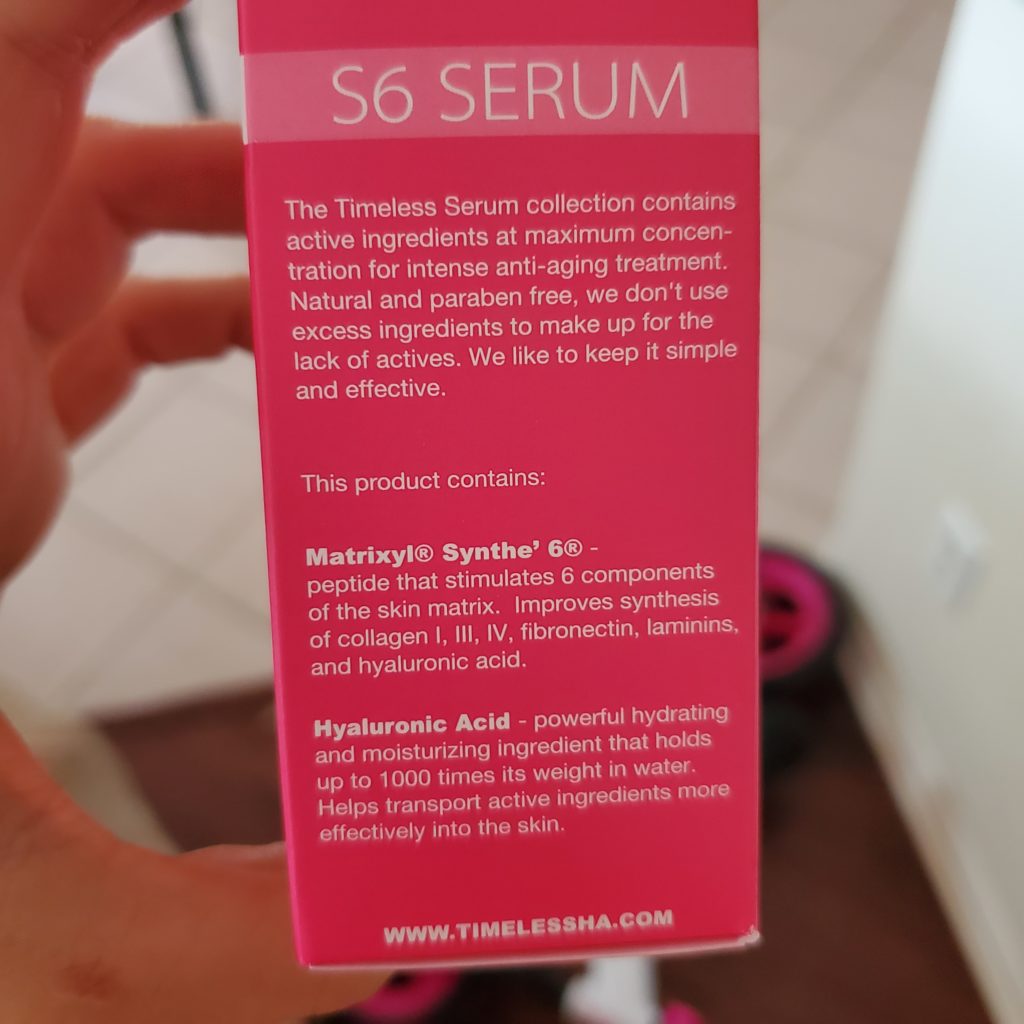 S6 SERUM
The Timeless Serum collection contains
active ingredients at maximum concen-
tration for intense anti-aging treatment.
Natural and paraben free, we don't use
excess ingredients to make up for the
lack of actives. We like to keep it simple
and effective.
This product contains:
Matrixyl® Synthe’ 6® -
peptide that stimulates 6 components
of the skin matrix.  Improves synthesis
of collagen I, III, IV, fibronectin, laminins,
and hyaluronic acid.
Hyaluronic Acid - powerful hydrating
and moisturizing ingredient that holds
up to 1000 times its weight in water.
Helps transport active ingredients more
effectively into the skin.
WWW.TIMELESSHA.COM